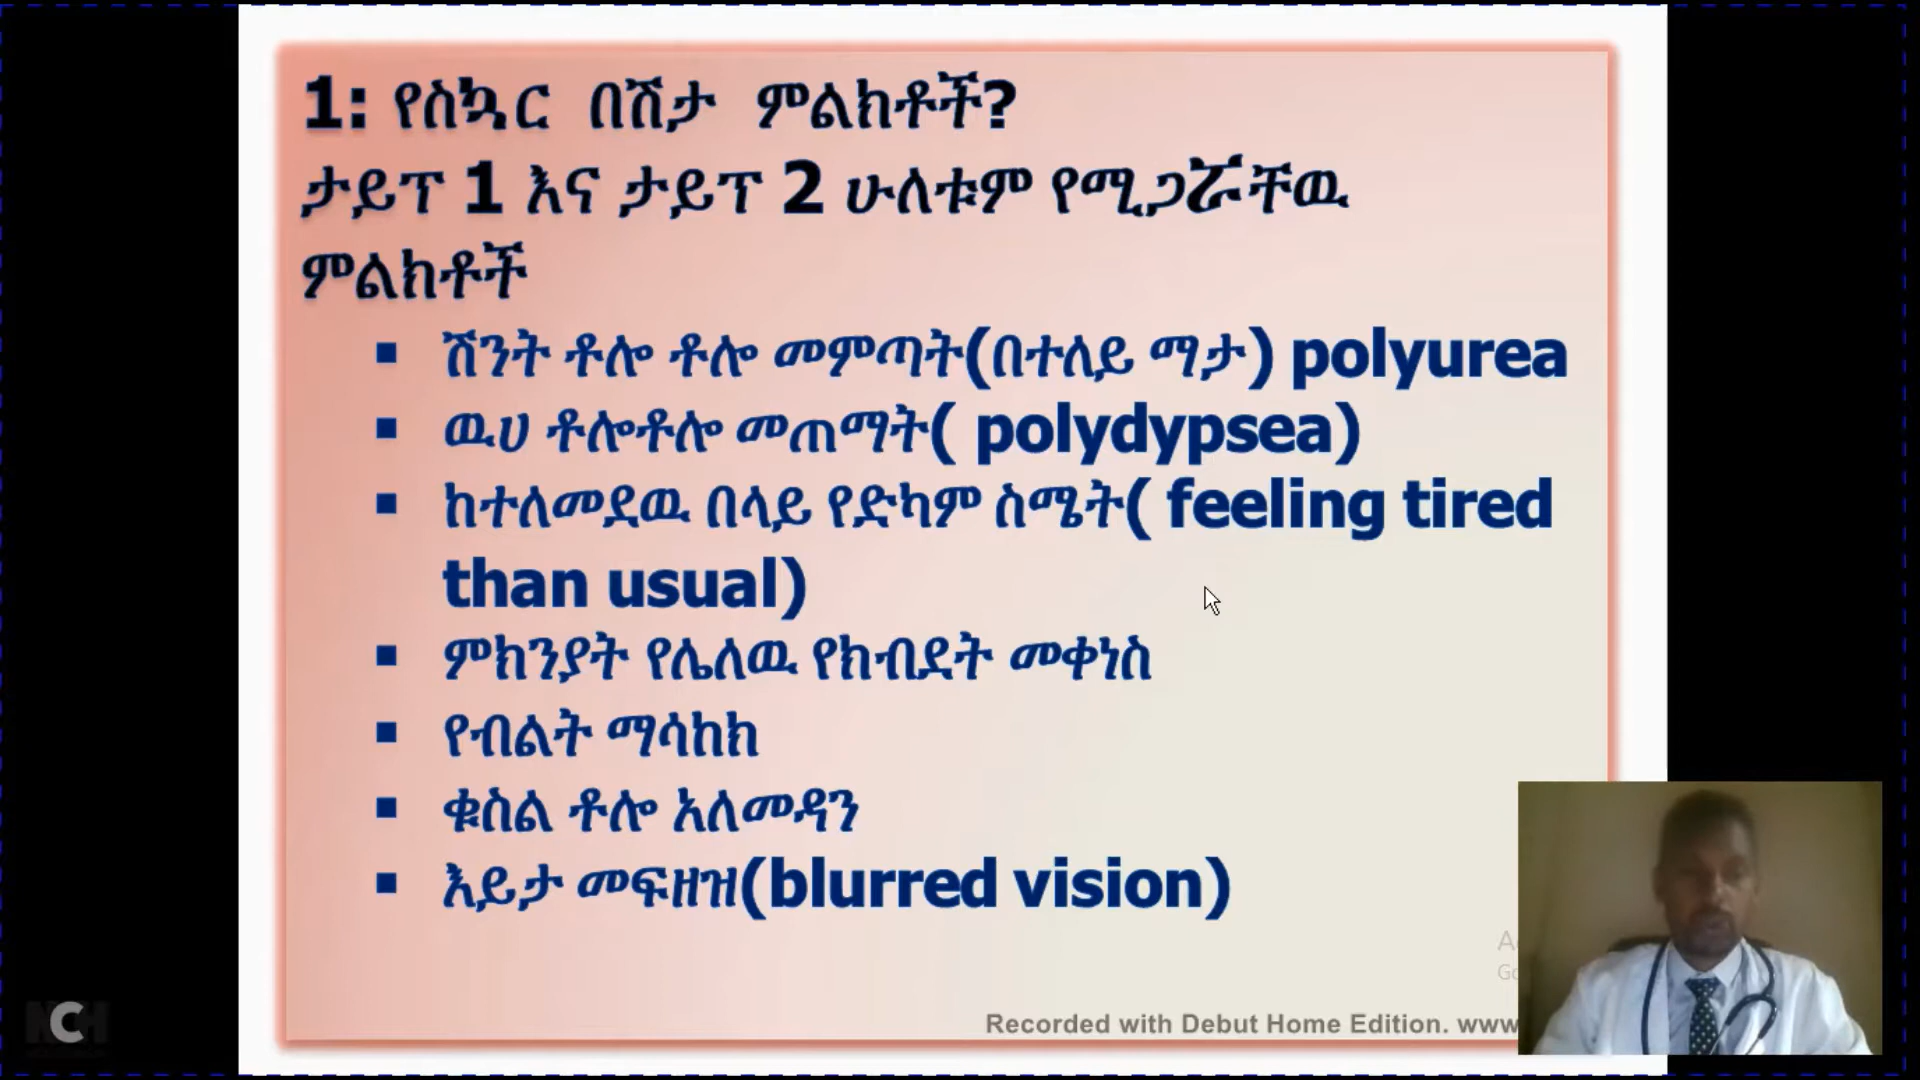 1: የስኳር በሽታ ምልክቶች?
ታይፕ 1 እና ታይፕ 2 ሁለቱም የሚጋሯቸዉ
ምልክቶች
▪ ሽንት ቶሎ ቶሎ መምጣት(በተለይ ማታ) polyurea
▪ ዉሀ ቶሎቶሎ መጠማት( polydypsea)
▪ ከተለመደዉ በላይ የድካም ስሜት( feeling tired
than usual)
▪ ምክንያት የሌለዉ የክብደት መቀነስ
▪ የብልት ማሳከክ
▪ ቁስል ቶሎ አለመዳን
▪ እይታ መፍዘዝ(blurred vision)
Recorded with Debut Home Edition. www
NCH